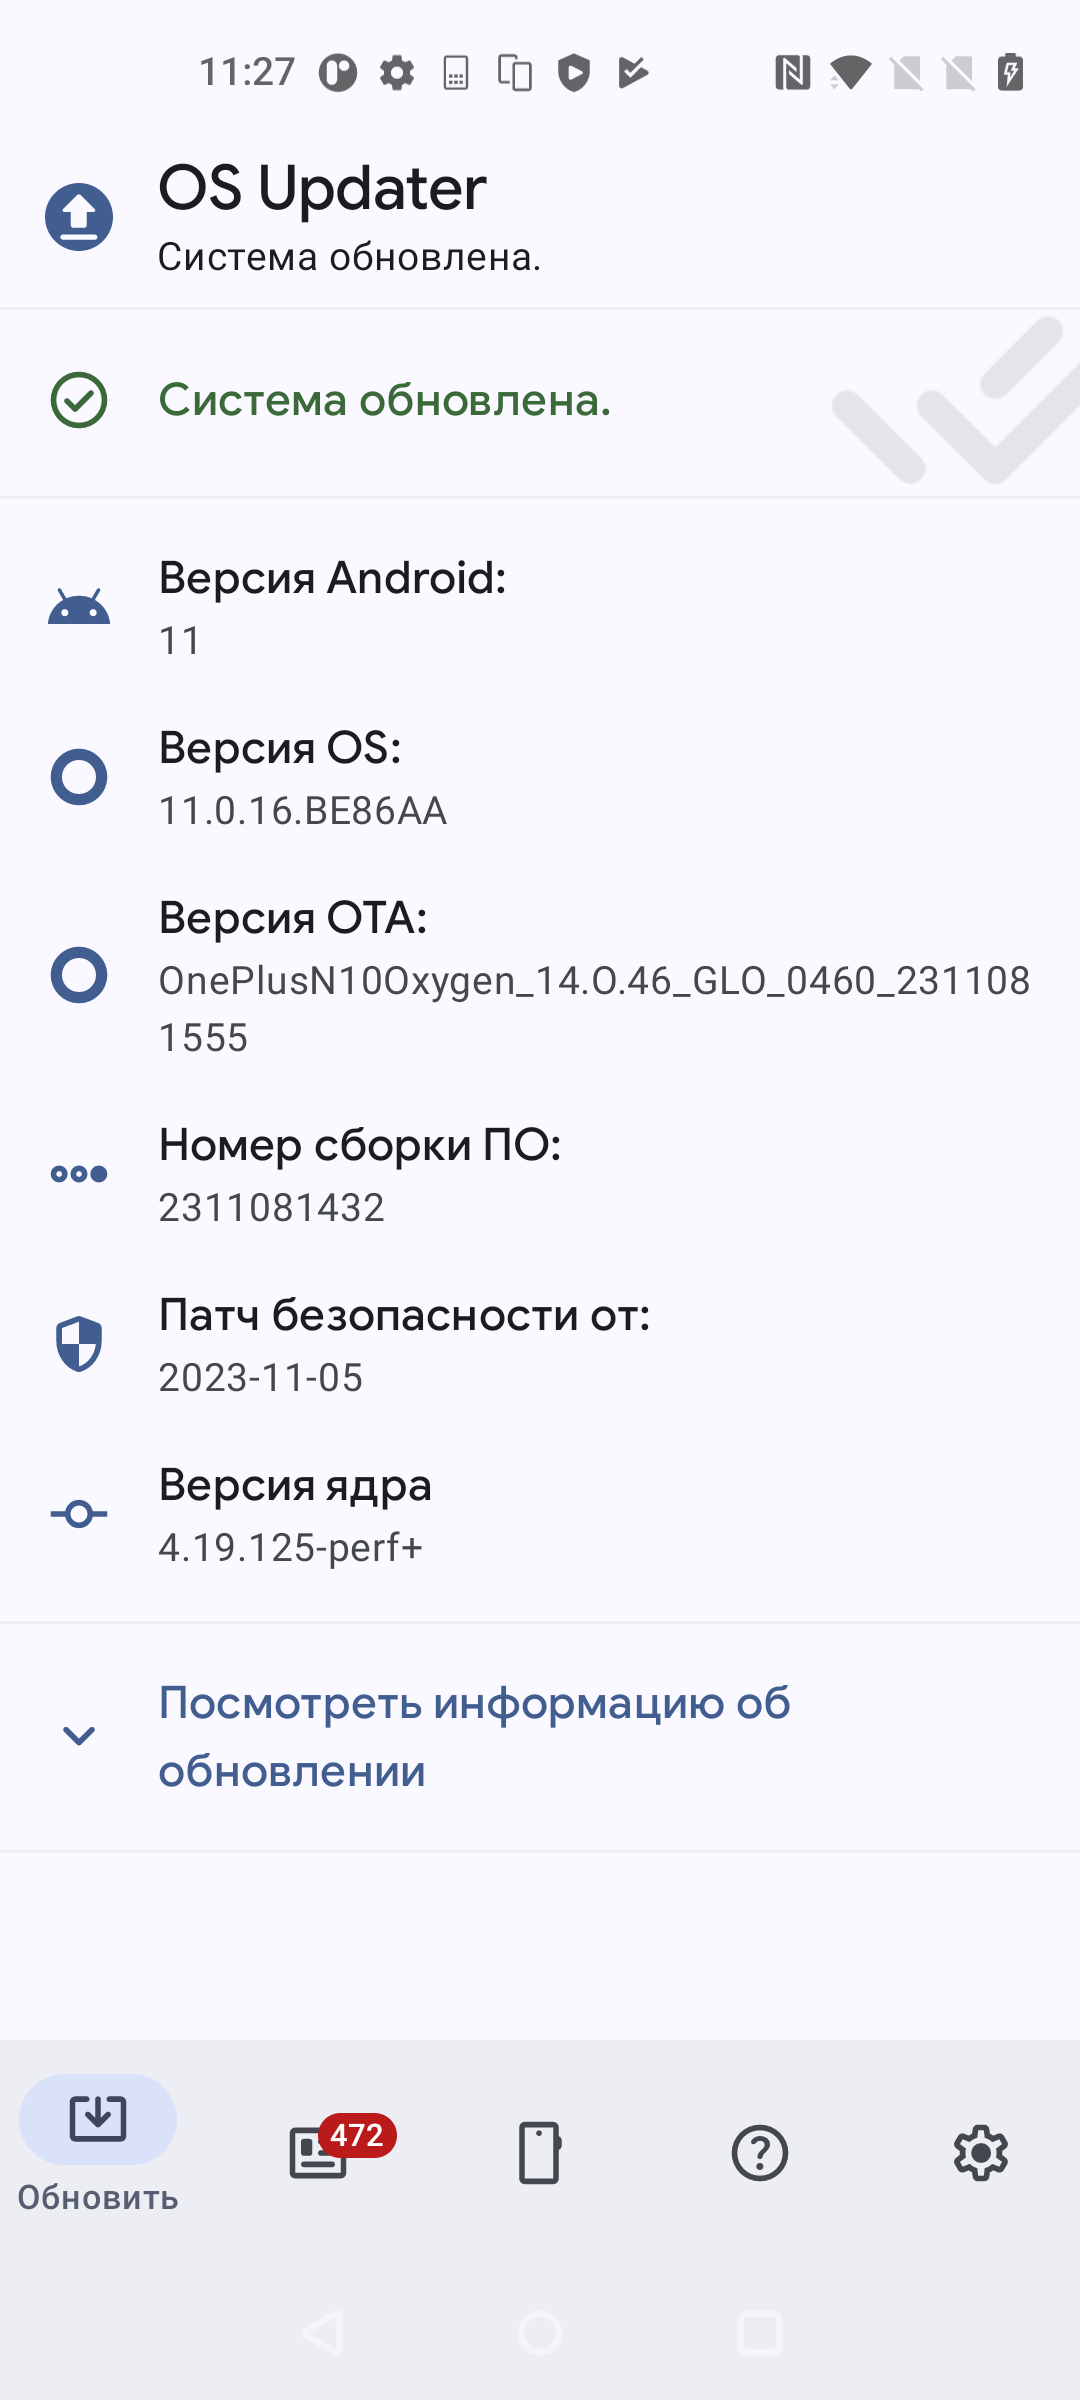 11:27
OS Updater
Система обновлена.
Система обновлена.
Версия Android:
11
Версия OS:
11.0.16.BE86AA
Версия OTA:
OnePlusN10Oxygen_14.O.46_GLO_0460_231108
1555
Номер сборки ПО:
2311081432
Патч безопасности от:
2023-11-05
Версия ядра
4.19.125-perf+
Посмотреть информацию об
обновлении
472
Обновить